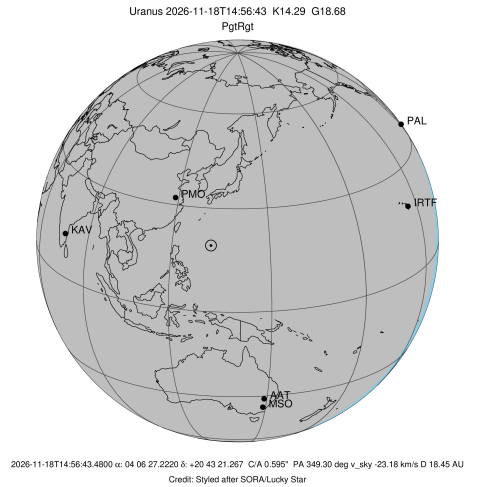 Uranus 2026-11-18T14:56:43 K14.29 G18.68
PgtRgt
PAL
PMO
IRTF
KAV
AAT
MSO
2026-11-18T14:56:43.4800 α: 04 06 27.2220 δ: +20 43 21.267 C/A 0.595" PA 349.30 deg v_sky -23.18 km/s D 18.45 AU
Credit: Styled after SORA/Lucky Star